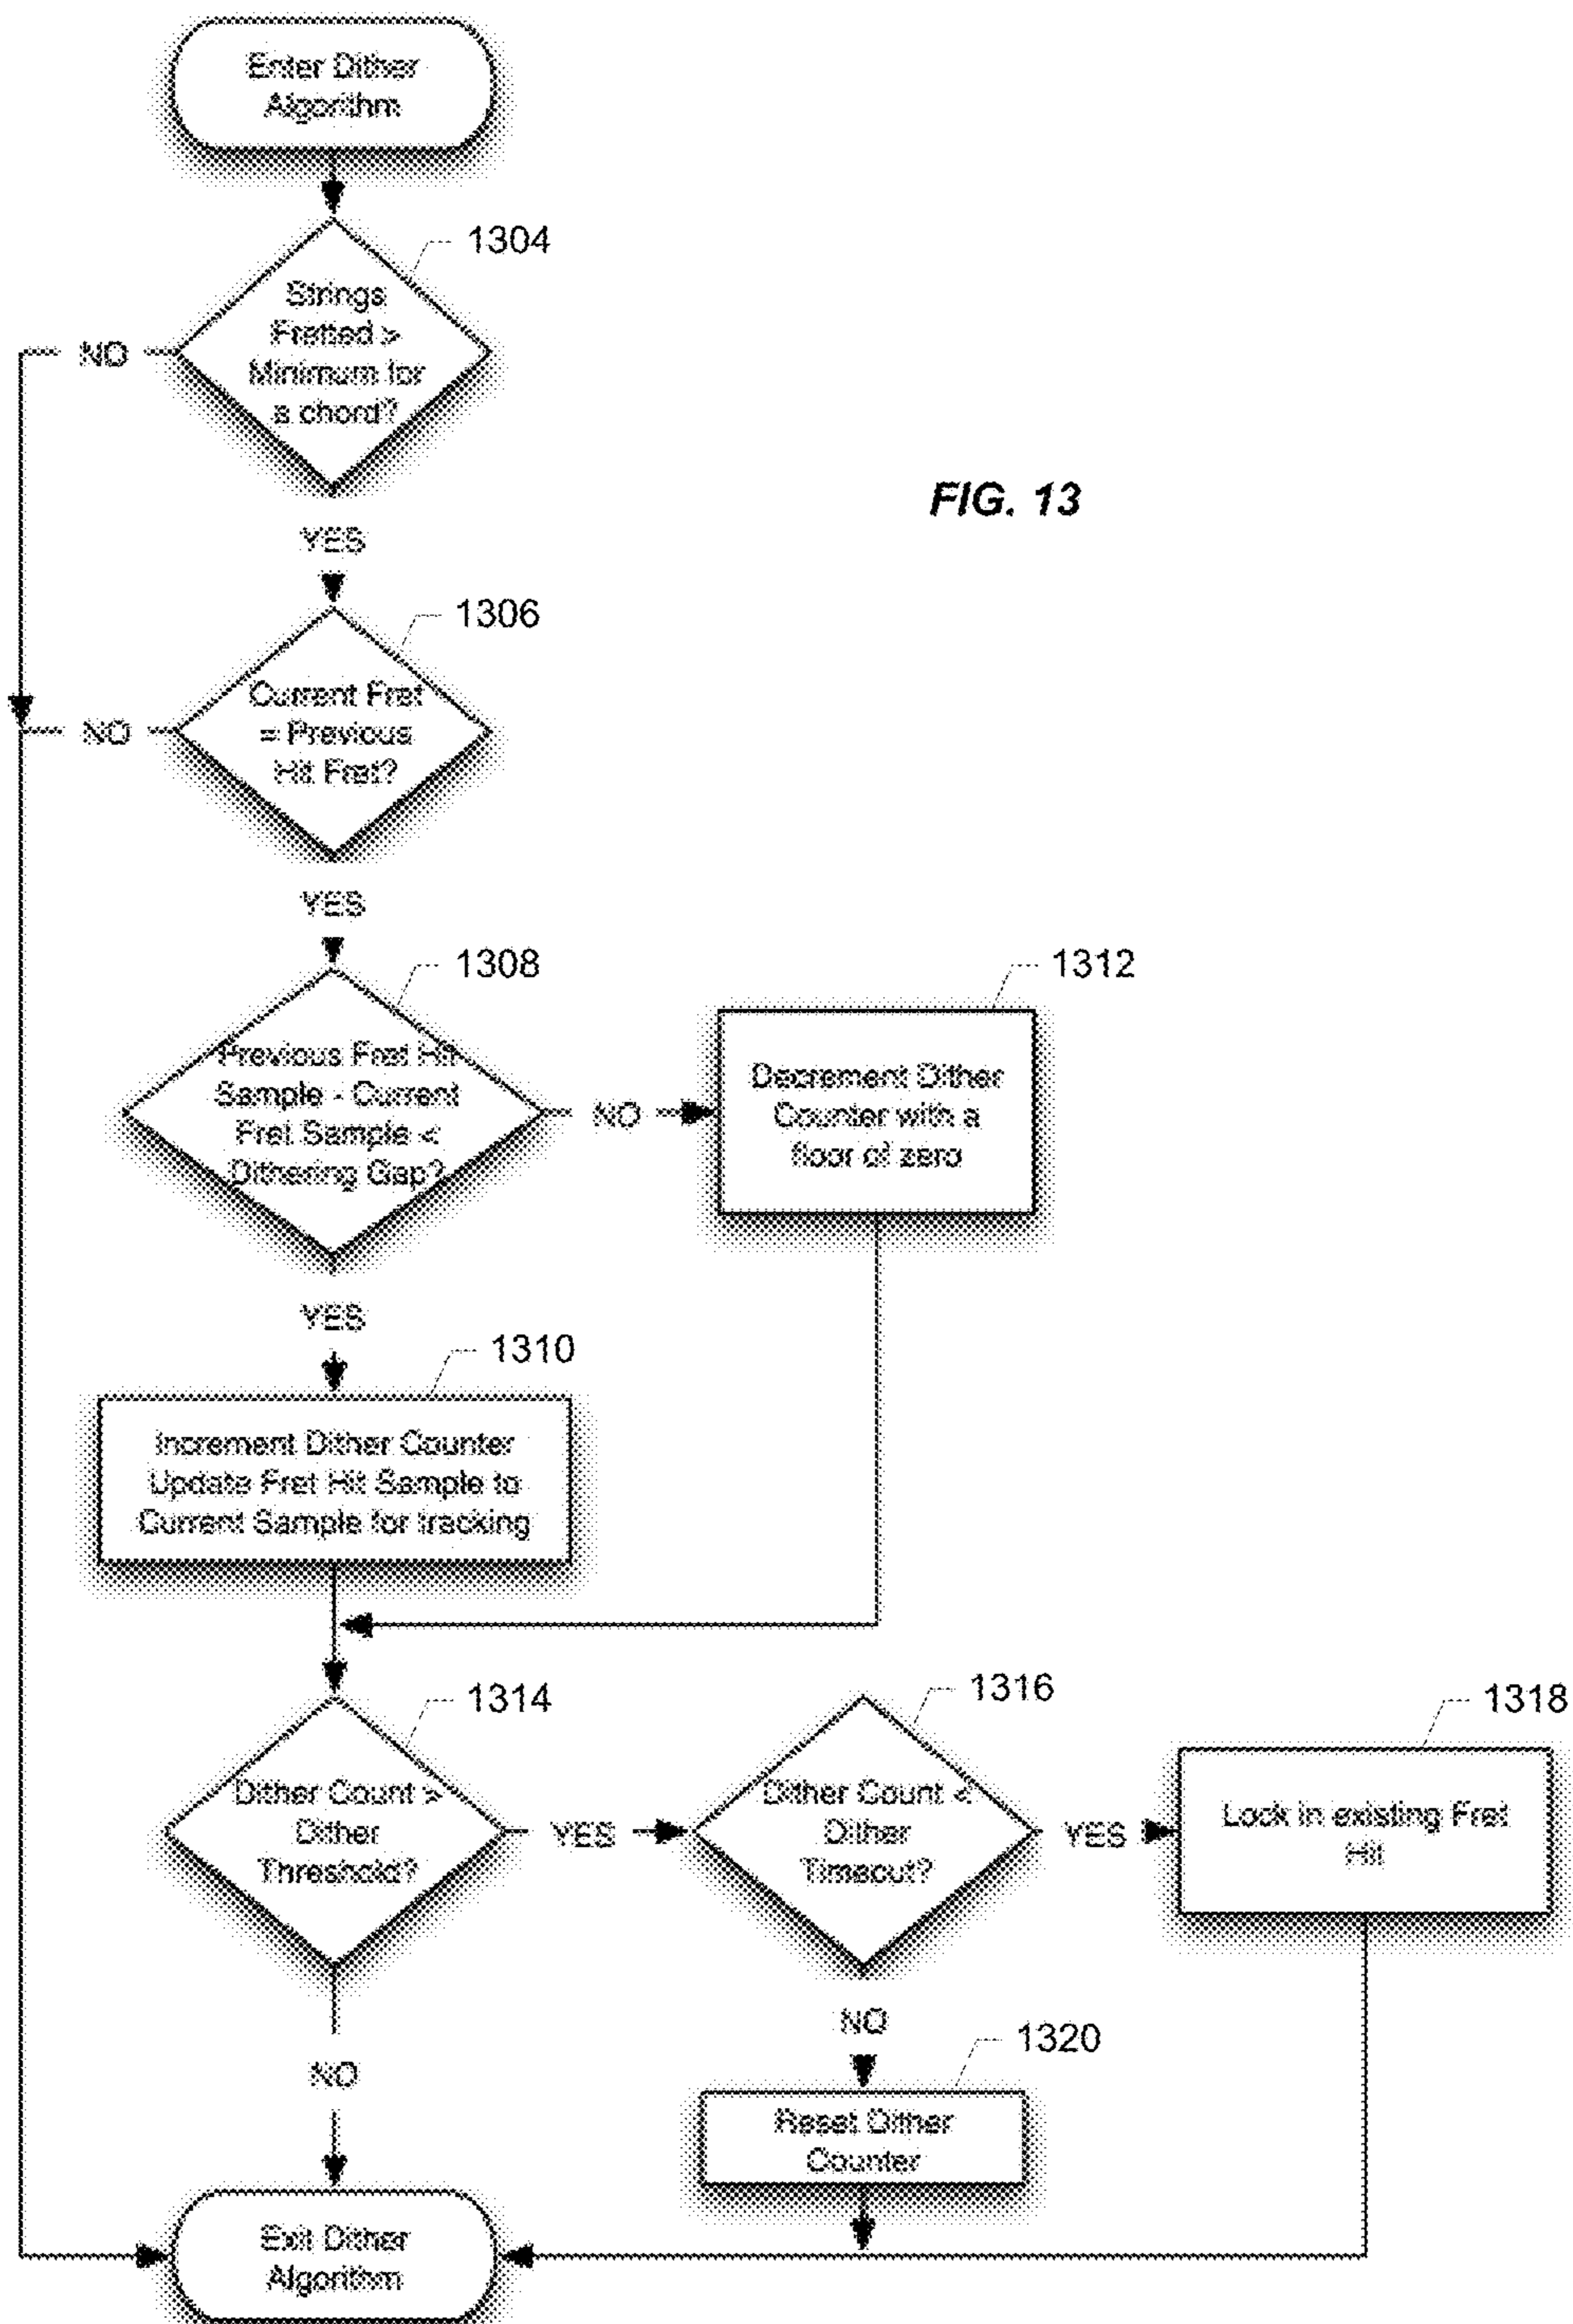 Enter Dither
Algorithm
1304
Strings
Fretted >
Minimum for
a chord?
NO
YES
FIG. 13
1306
Current Fret
= Previous
Hit Fret?
NO
YES
1308
Previous Fret Hit
Sample - Current
Fret Sample <
Dithering Gap?
NO
1312
Decrement Dither
Counter with a
floor of zero
YES
1310
Increment Dither Counter
Update Fret Hit Sample to
Current Sample for tracking
1314
Dither Count >
Dither
Threshold?
YES
1316
Dither Count <
Dither
Timeout?
YES
1318
Lock in existing Fret
Hit
NO
NO
1320
Reset Dither
Counter
Exit Dither
Algorithm